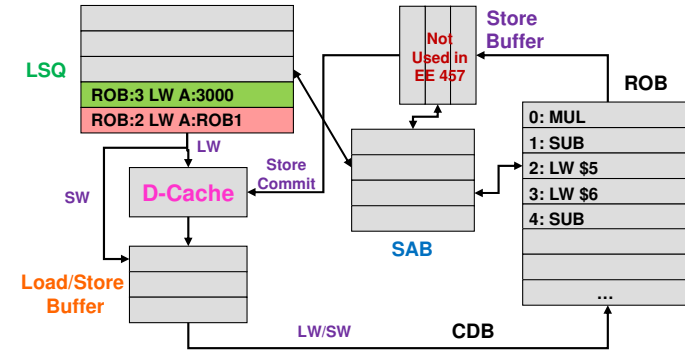 LSQ
ROB:3 LW A:3000
ROB:2 LW A:ROB1
LW
SW
D-Cache
Store
Commit
Load/Store
Buffer
LW/SW
CDB
Not
Used in
EE 457
Store
Buffer
SAB
ROB
0: MUL
1: SUB
2: LW $5
3: LW $6
4: SUB
...